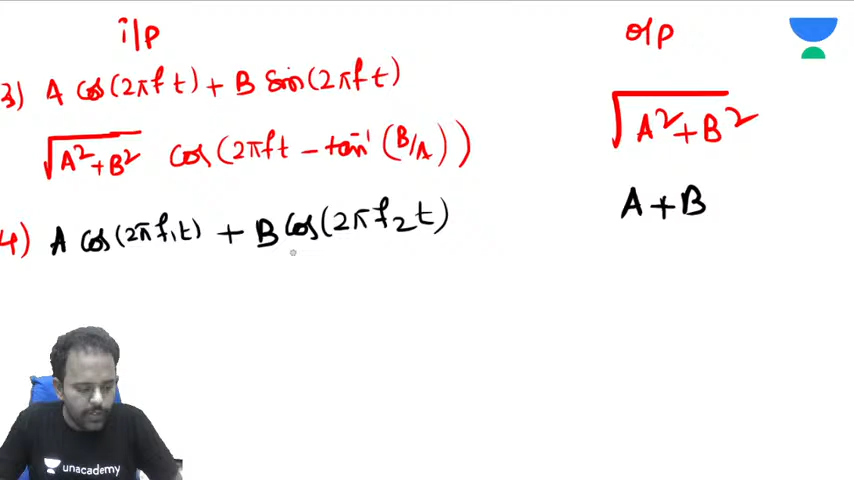 i/p o/p
3) A cos(2πft) + B sin(2πft)
√A²+B² cos(2πft - tan⁻¹(B/A)) √A²+B²
4) A cos(2πf₁t) + B cos(2πf₂t) A+B
unacademy